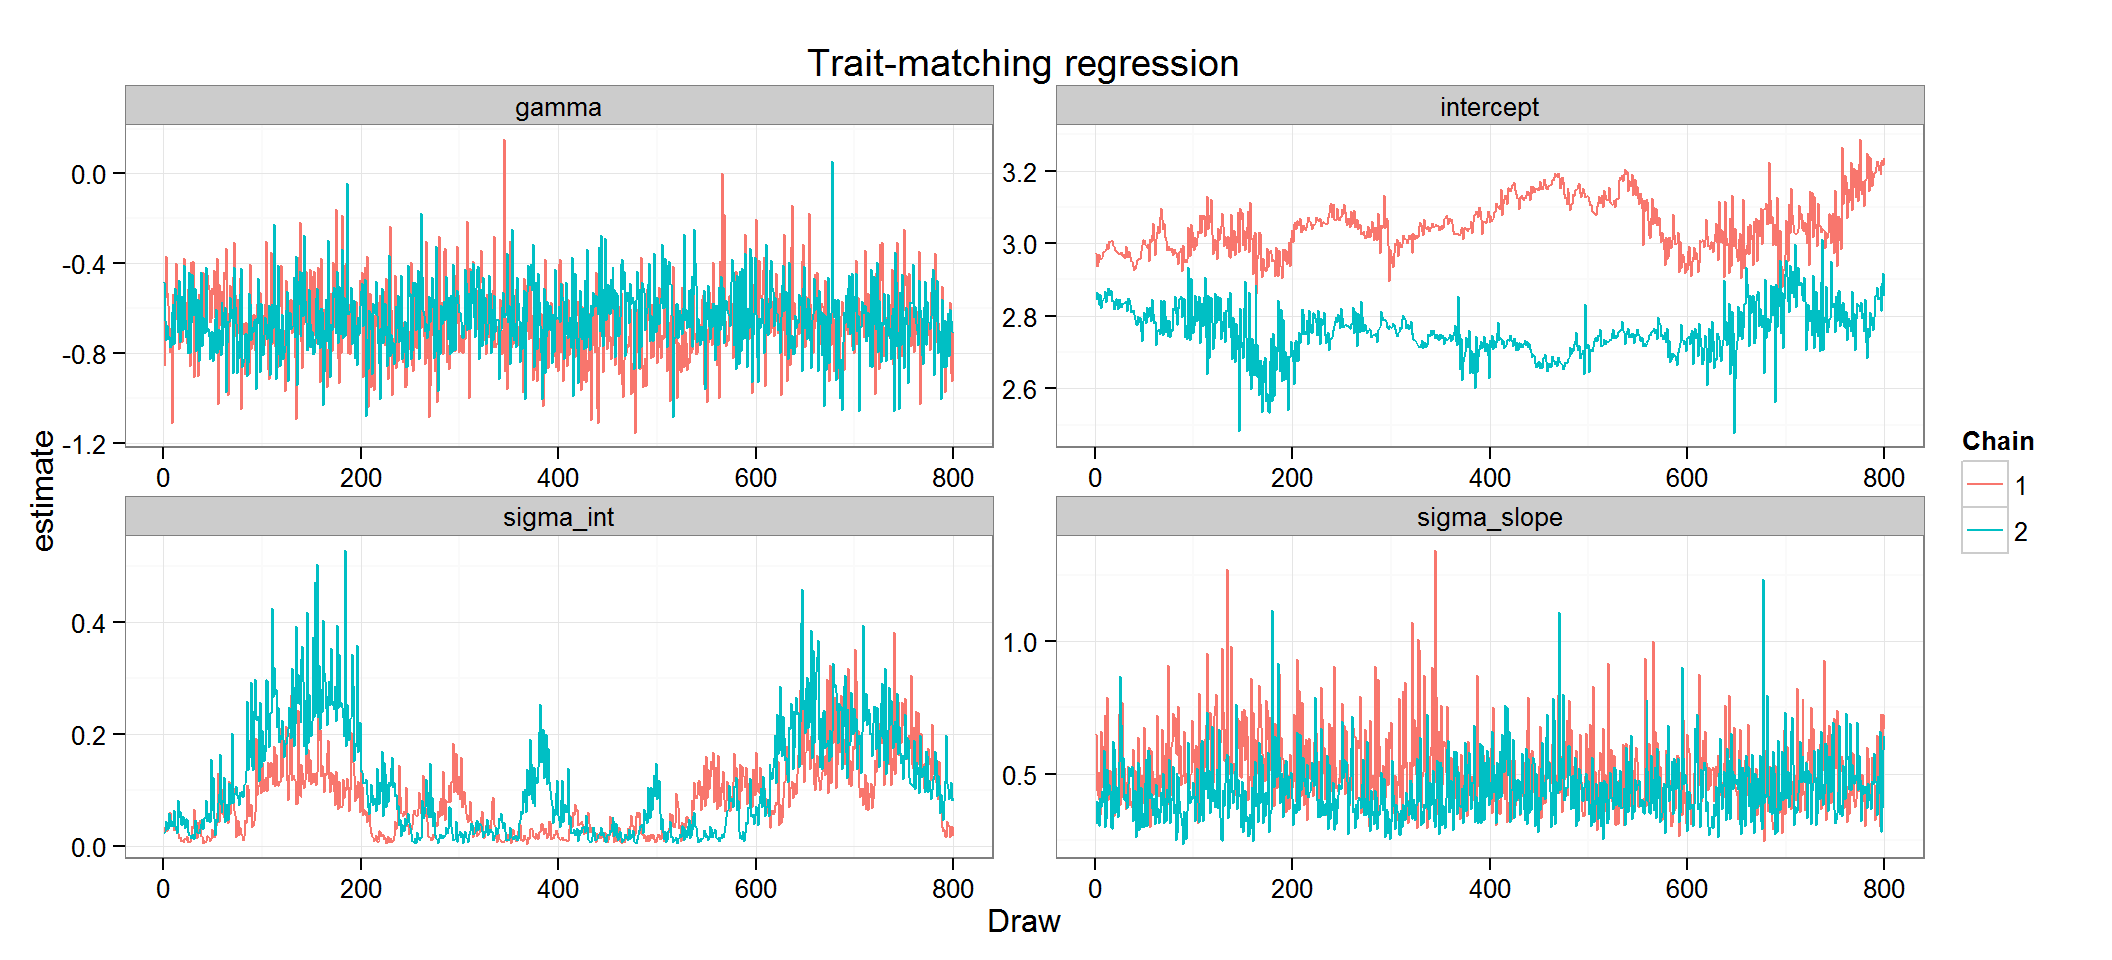 Trait-matching regression
gamma
intercept
0.0
-0.4
-0.8
-1.2
3.2
3.0
2.8
2.6
0 200 400 600 800
0 200 400 600 800
sigma_int
sigma_slope
0.4
0.2
0.0
1.0
0.5
0 200 400 600 800
0 200 400 600 800
estimate
Draw
Chain
1
2